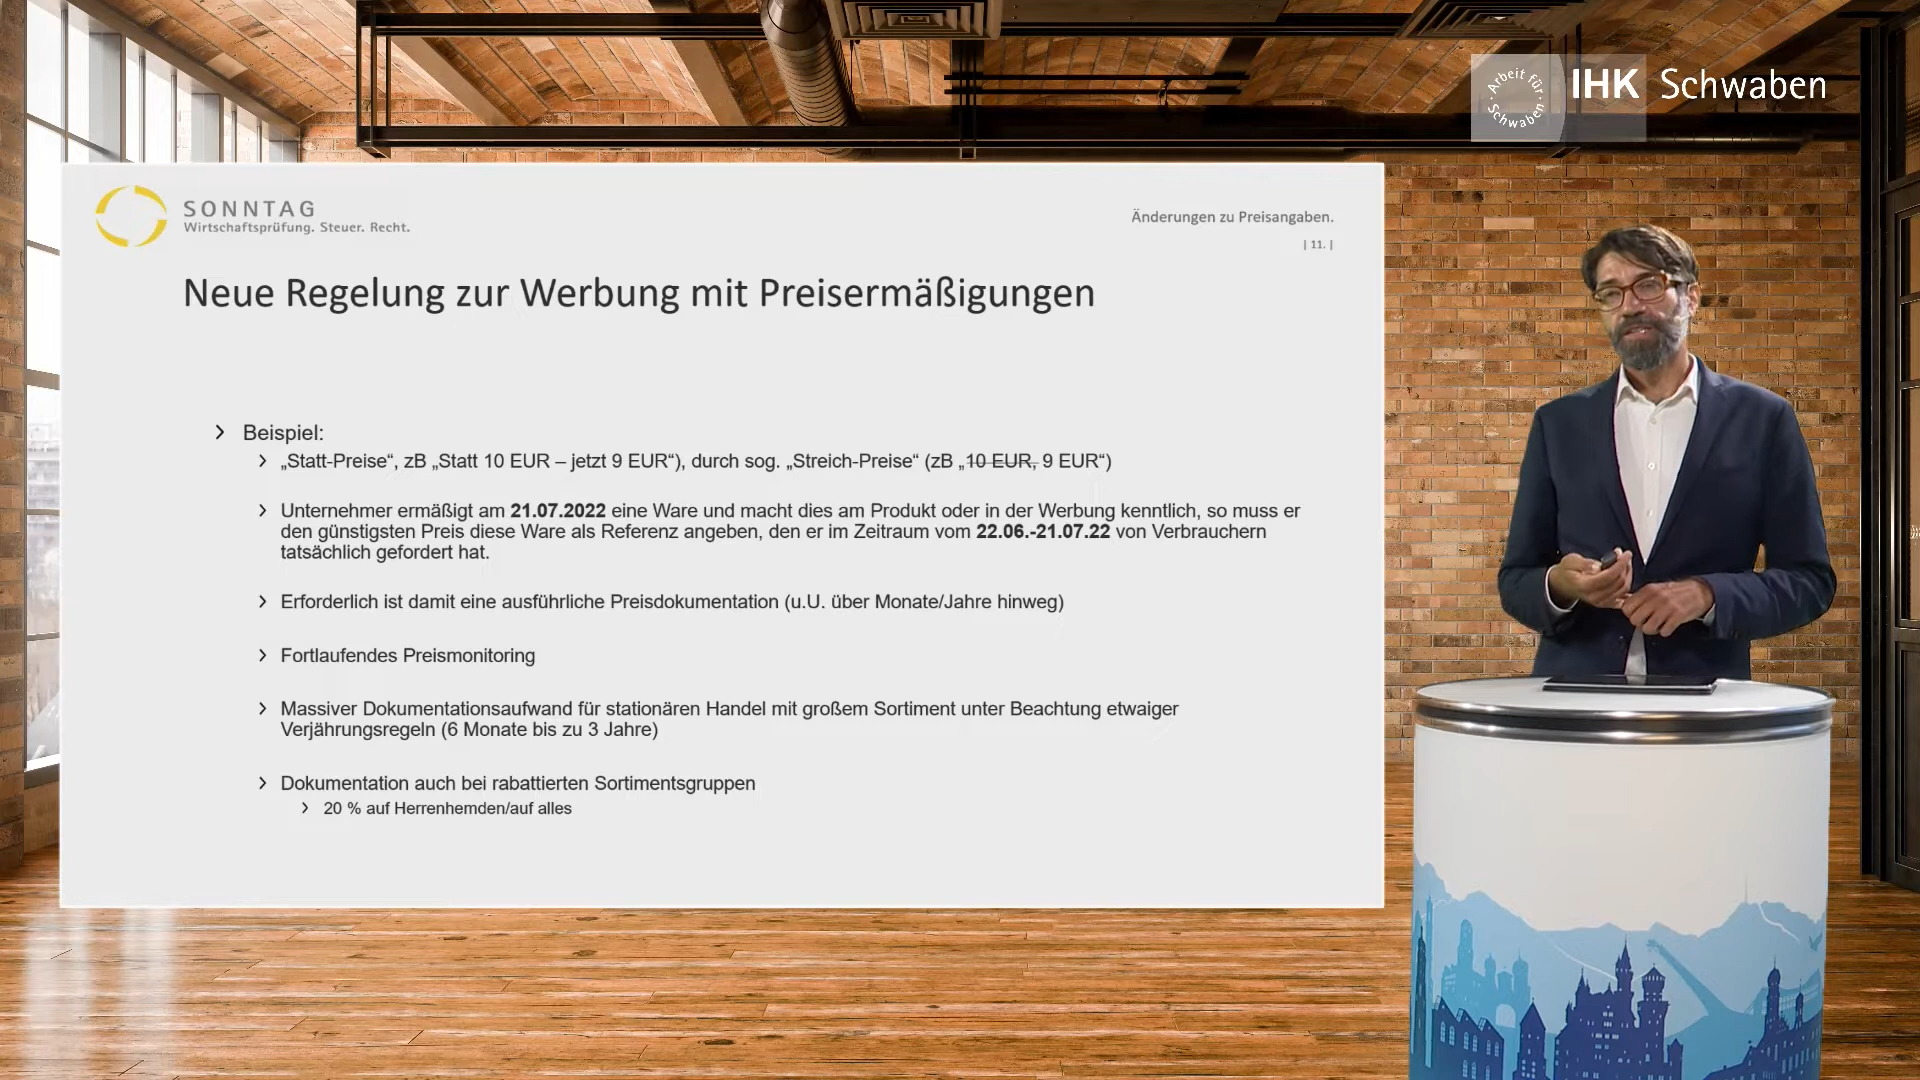 Arbeit für Schwaben
IHK Schwaben
SONNTAG
Wirtschaftsprüfung. Steuer. Recht.
Änderungen zu Preisangaben.
| 11. |
Neue Regelung zur Werbung mit Preisermäßigungen
Beispiel:
„Statt-Preise“, zB „Statt 10 EUR – jetzt 9 EUR“), durch sog. „Streich-Preise“ (zB „10 EUR, 9 EUR“)
Unternehmer ermäßigt am 21.07.2022 eine Ware und macht dies am Produkt oder in der Werbung kenntlich, so muss er
den günstigsten Preis diese Ware als Referenz angeben, den er im Zeitraum vom 22.06.-21.07.22 von Verbrauchern
tatsächlich gefordert hat.
Erforderlich ist damit eine ausführliche Preisdokumentation (u.U. über Monate/Jahre hinweg)
Fortlaufendes Preismonitoring
Massiver Dokumentationsaufwand für stationären Handel mit großem Sortiment unter Beachtung etwaiger
Verjährungsregeln (6 Monate bis zu 3 Jahre)
Dokumentation auch bei rabattierten Sortimentsgruppen
20 % auf Herrenhemden/auf alles